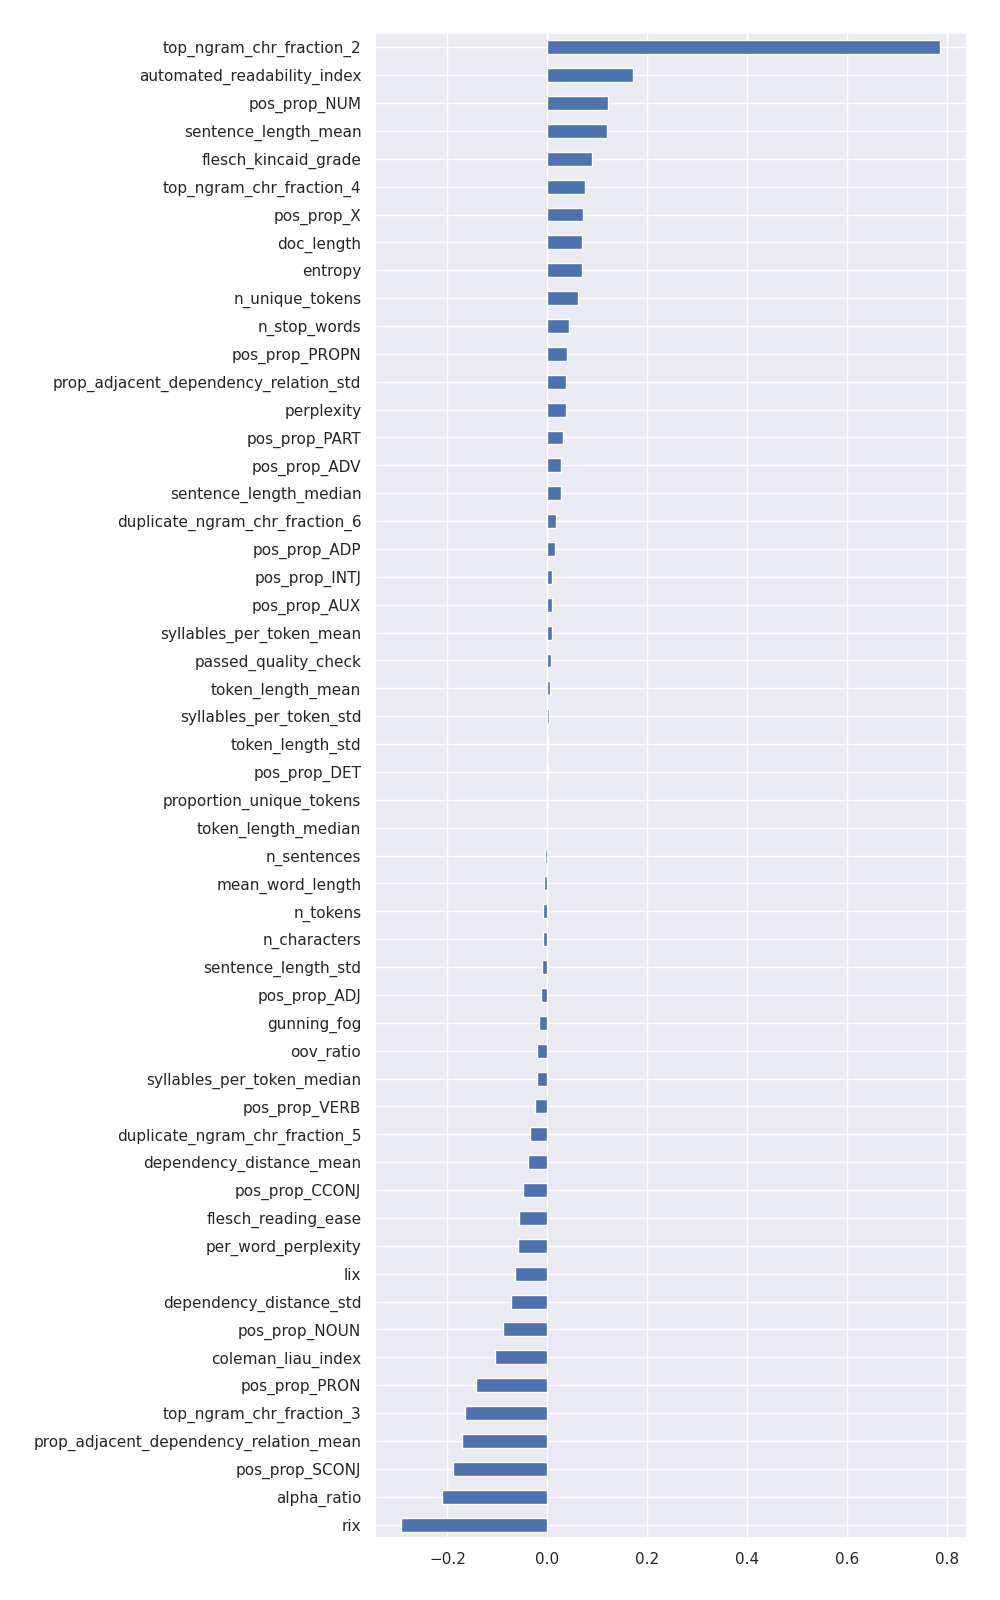 top_ngram_chr_fraction_2
automated_readability_index
pos_prop_NUM
sentence_length_mean
flesch_kincaid_grade
top_ngram_chr_fraction_4
pos_prop_X
doc_length
entropy
n_unique_tokens
n_stop_words
pos_prop_PROPN
prop_adjacent_dependency_relation_std
perplexity
pos_prop_PART
pos_prop_ADV
sentence_length_median
duplicate_ngram_chr_fraction_6
pos_prop_ADP
pos_prop_INTJ
pos_prop_AUX
syllables_per_token_mean
passed_quality_check
token_length_mean
syllables_per_token_std
token_length_std
pos_prop_DET
proportion_unique_tokens
token_length_median
n_sentences
mean_word_length
n_tokens
n_characters
sentence_length_std
pos_prop_ADJ
gunning_fog
oov_ratio
syllables_per_token_median
pos_prop_VERB
duplicate_ngram_chr_fraction_5
dependency_distance_mean
pos_prop_CCONJ
flesch_reading_ease
per_word_perplexity
lix
dependency_distance_std
pos_prop_NOUN
coleman_liau_index
pos_prop_PRON
top_ngram_chr_fraction_3
prop_adjacent_dependency_relation_mean
pos_prop_SCONJ
alpha_ratio
rix
−0.2 0.0 0.2 0.4 0.6 0.8